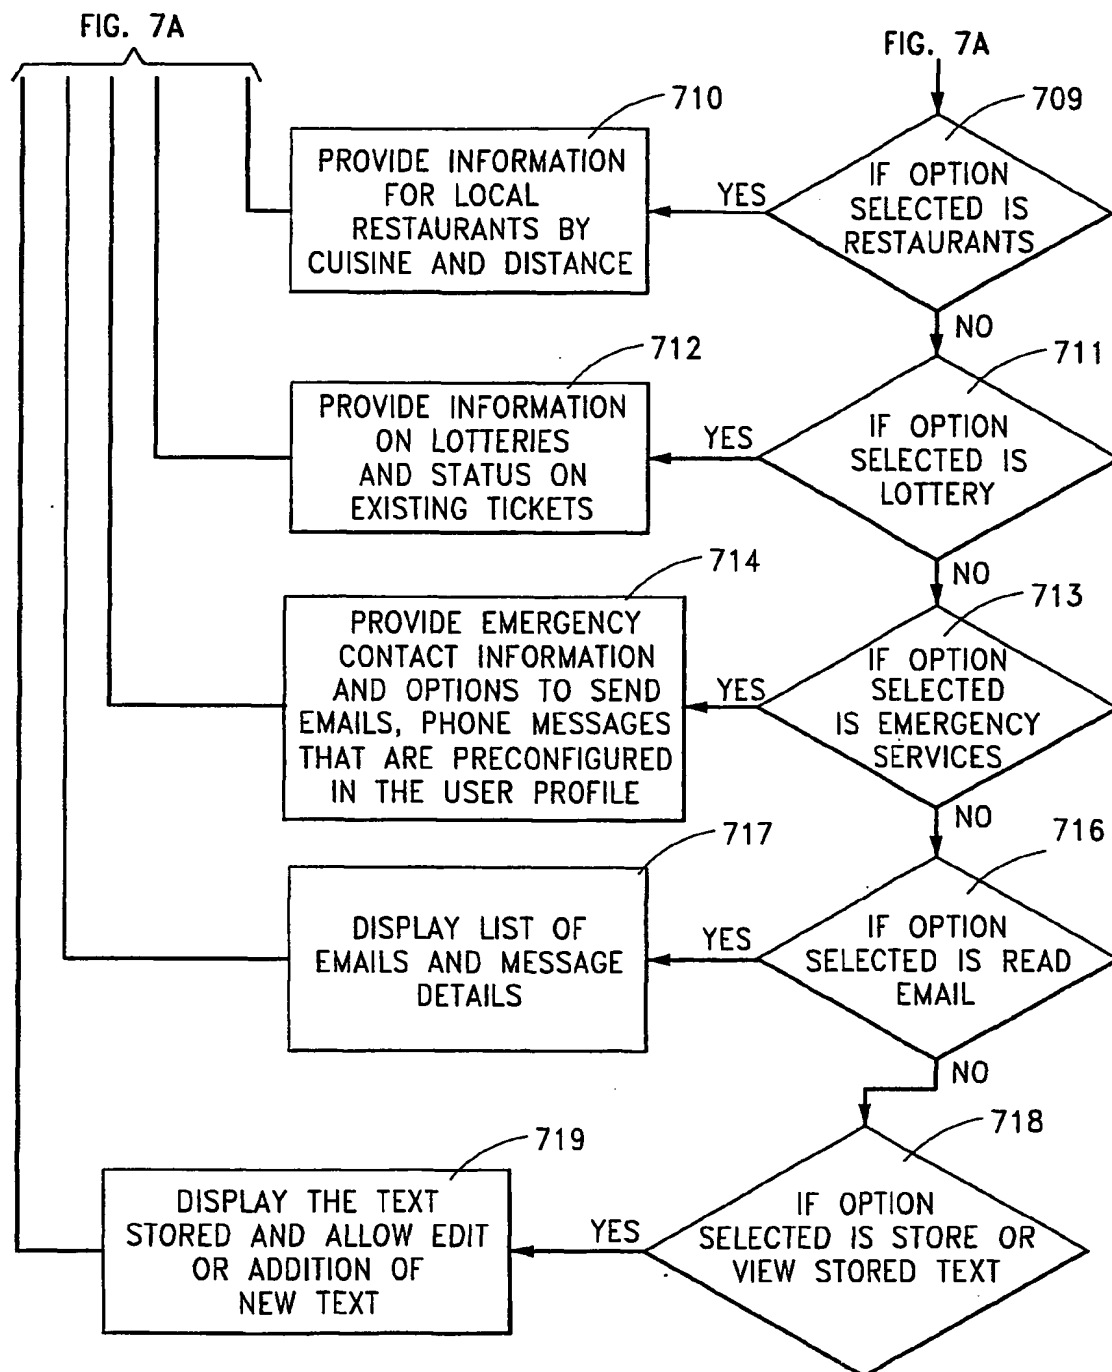 FIG. 7A
FIG. 7A
710
709
PROVIDE INFORMATION
FOR LOCAL
RESTAURANTS BY
CUISINE AND DISTANCE
YES
IF OPTION
SELECTED IS
RESTAURANTS
NO
712
711
PROVIDE INFORMATION
ON LOTTERIES
AND STATUS ON
EXISTING TICKETS
YES
IF OPTION
SELECTED IS
LOTTERY
NO
714
713
PROVIDE EMERGENCY
CONTACT INFORMATION
AND OPTIONS TO SEND
EMAILS, PHONE MESSAGES
THAT ARE PRECONFIGURED
IN THE USER PROFILE
YES
IF OPTION
SELECTED
IS EMERGENCY
SERVICES
NO
717
716
DISPLAY LIST OF
EMAILS AND MESSAGE
DETAILS
YES
IF OPTION
SELECTED IS READ
EMAIL
NO
719
718
DISPLAY THE TEXT
STORED AND ALLOW EDIT
OR ADDITION OF
NEW TEXT
YES
IF OPTION
SELECTED IS STORE OR
VIEW STORED TEXT